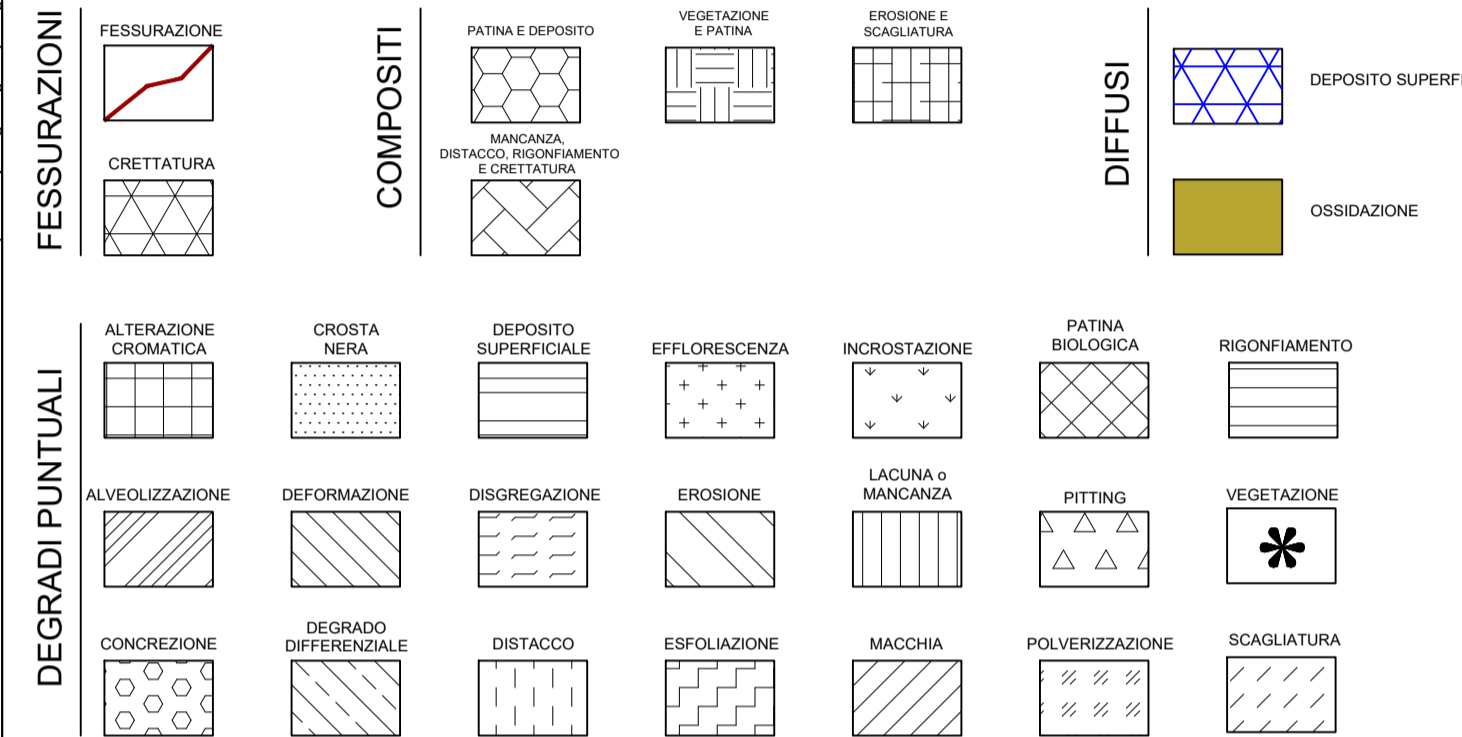 FESSURAZIONI
FESSURAZIONE
CRETTATURA
COMPOSITI
PATINA E DEPOSITO
VEGETAZIONE
E PATINA
EROSIONE E
SCAGLIATURA
MANCANZA,
DISTACCO, RIGONFIAMENTO
E CRETTATURA
DIFFUSI
DEPOSITO SUPERFI
OSSIDAZIONE
DEGRADI PUNTUALI
ALTERAZIONE
CROMATICA
CROSTA
NERA
DEPOSITO
SUPERFICIALE
EFFLORESCENZA
INCROSTAZIONE
PATINA
BIOLOGICA
RIGONFIAMENTO
ALVEOLIZZAZIONE
DEFORMAZIONE
DISGREGAZIONE
EROSIONE
LACUNA o
MANCANZA
PITTING
VEGETAZIONE
CONCREZIONE
DEGRADO
DIFFERENZIALE
DISTACCO
ESFOLIAZIONE
MACCHIA
POLVERIZZAZIONE
SCAGLIATURA